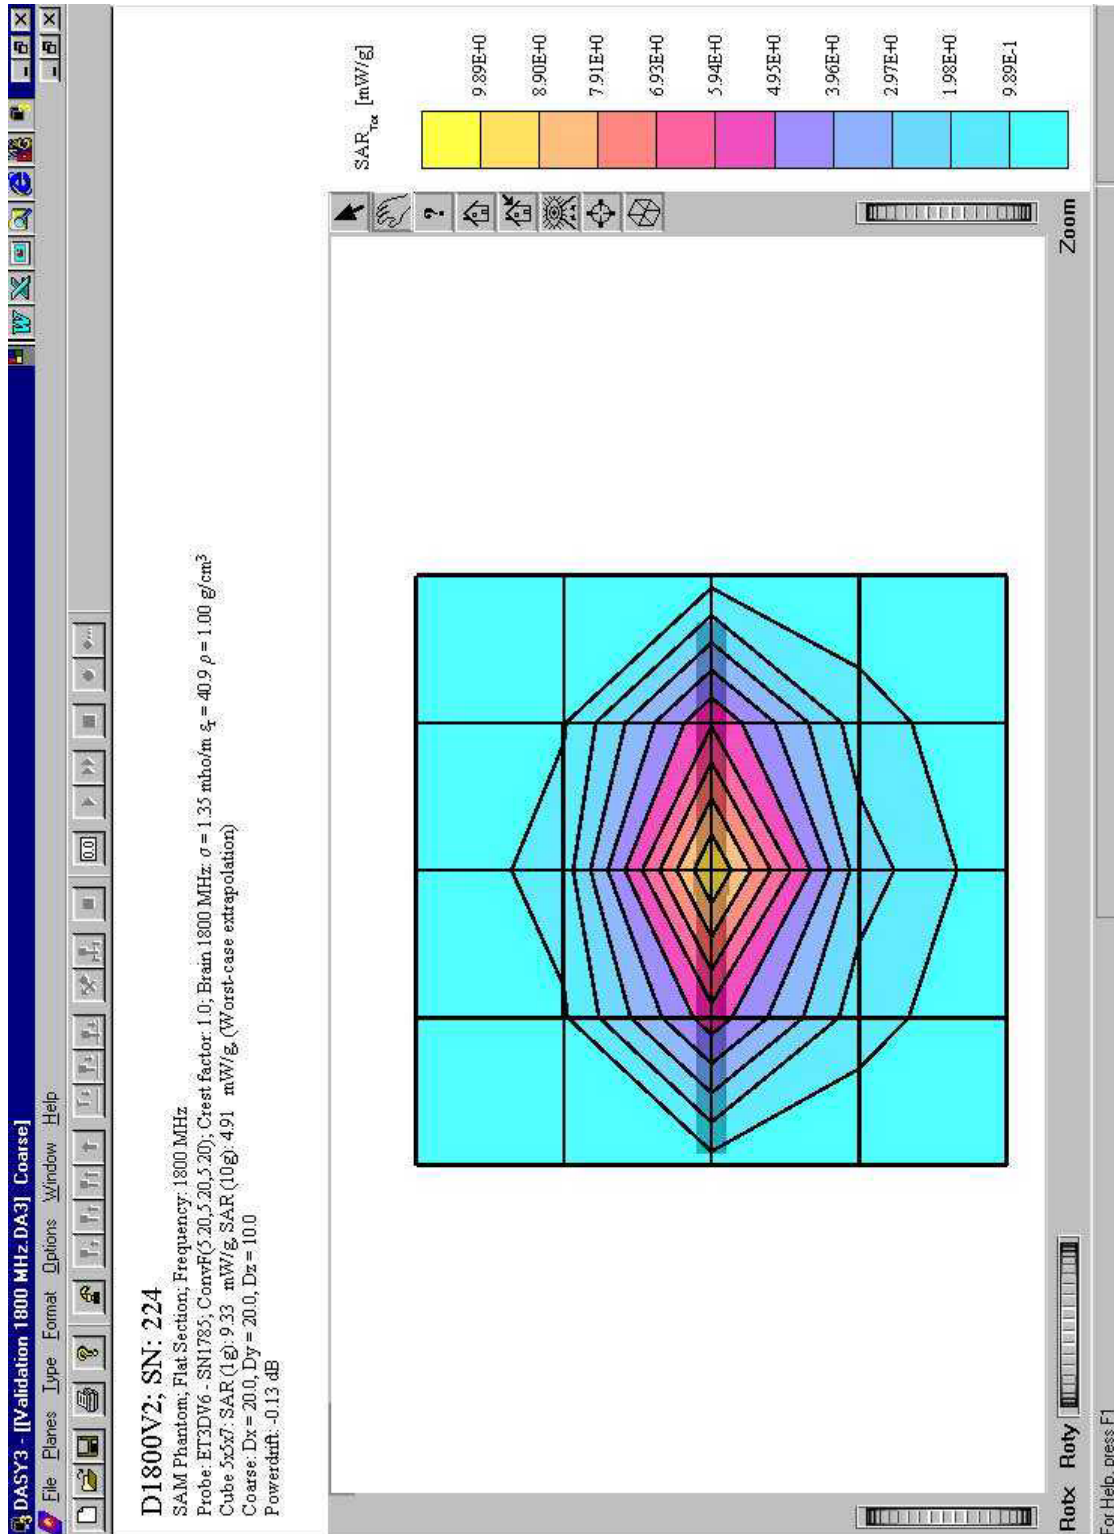 DASY3 - [[Validation 1800 MHz.DA3] Coarse]
File Planes Type Format Options Window Help
0.0
D1800V2; SN: 224
SAM Phantom; Flat Section; Frequency: 1800 MHz
Probe: ET3DV6 - SN1785; ConvF(5.20,5.20,5.20); Crest factor: 1.0; Brain 1800 MHz: σ = 1.35 mho/m εr = 40.9 ρ = 1.00 g/cm³
Cube 5x5x7: SAR (1g): 9.33 mW/g, SAR (10g): 4.91 mW/g, (Worst-case extrapolation)
Coarse: Dx = 20.0, Dy = 20.0, Dz = 10.0
Powerdrift: -0.13 dB
SARTot [mW/g]
9.89E+0
8.90E+0
7.91E+0
6.93E+0
5.94E+0
4.95E+0
3.96E+0
2.97E+0
1.98E+0
9.89E-1
Rotx Roty Zoom
For Help, press F1